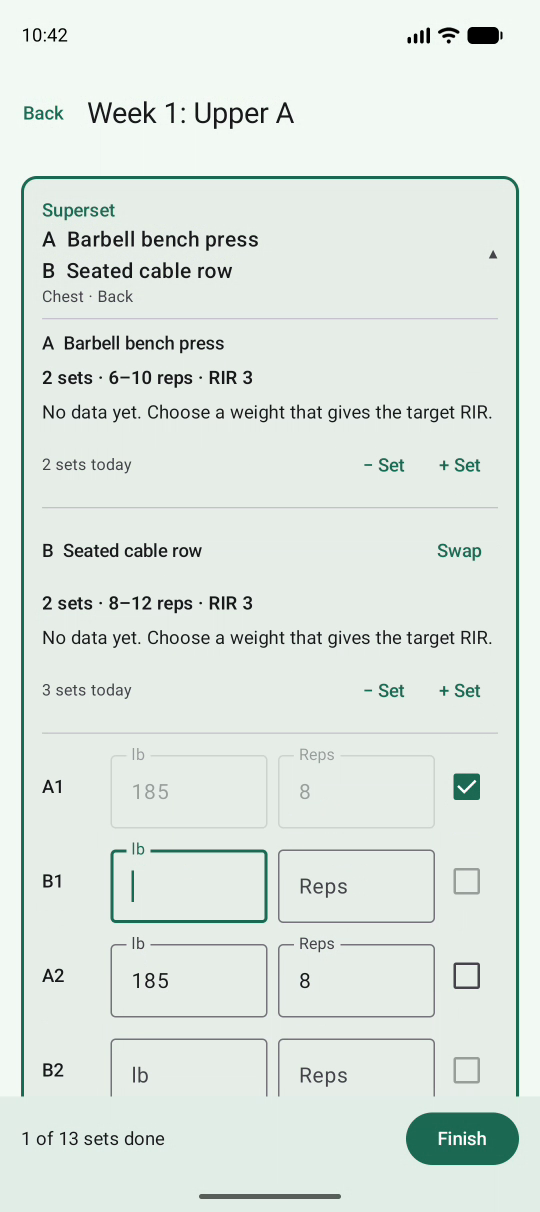 10:42
Back Week 1: Upper A
Superset
A Barbell bench press
B Seated cable row
Chest · Back
A Barbell bench press
2 sets · 6–10 reps · RIR 3
No data yet. Choose a weight that gives the target RIR.
2 sets today − Set + Set
B Seated cable row Swap
2 sets · 8–12 reps · RIR 3
No data yet. Choose a weight that gives the target RIR.
3 sets today − Set + Set
lb Reps
A1 185 8
lb
B1 Reps
lb Reps
A2 185 8
B2 lb Reps
1 of 13 sets done Finish